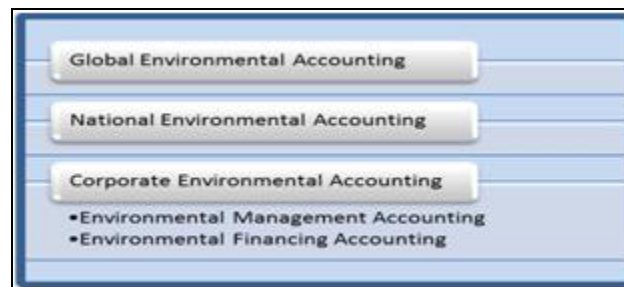 Global Environmental Accounting
National Environmental Accounting
Corporate Environmental Accounting
•Environmental Management Accounting
•Environmental Financing Accounting